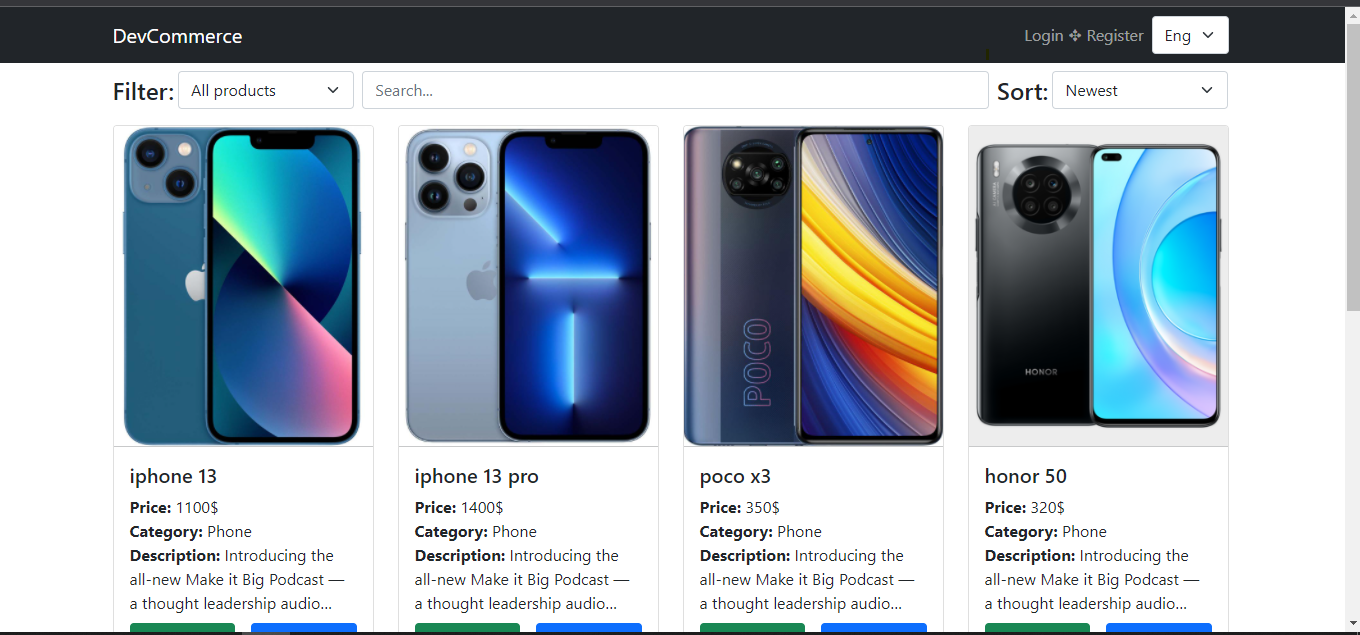 DevCommerce
Login ✥ Register
Eng
Filter:
All products
Search...
Sort:
Newest
POCO
HONOR
iphone 13
Price: 1100$
Category: Phone
Description: Introducing the
all-new Make it Big Podcast —
a thought leadership audio...
iphone 13 pro
Price: 1400$
Category: Phone
Description: Introducing the
all-new Make it Big Podcast —
a thought leadership audio...
poco x3
Price: 350$
Category: Phone
Description: Introducing the
all-new Make it Big Podcast —
a thought leadership audio...
honor 50
Price: 320$
Category: Phone
Description: Introducing the
all-new Make it Big Podcast —
a thought leadership audio...